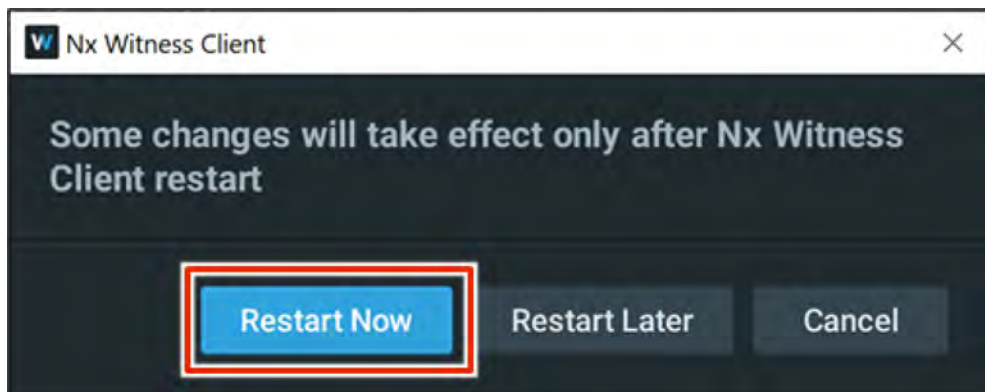 Nx Witness Client
Some changes will take effect only after Nx Witness
Client restart
Restart Now Restart Later Cancel